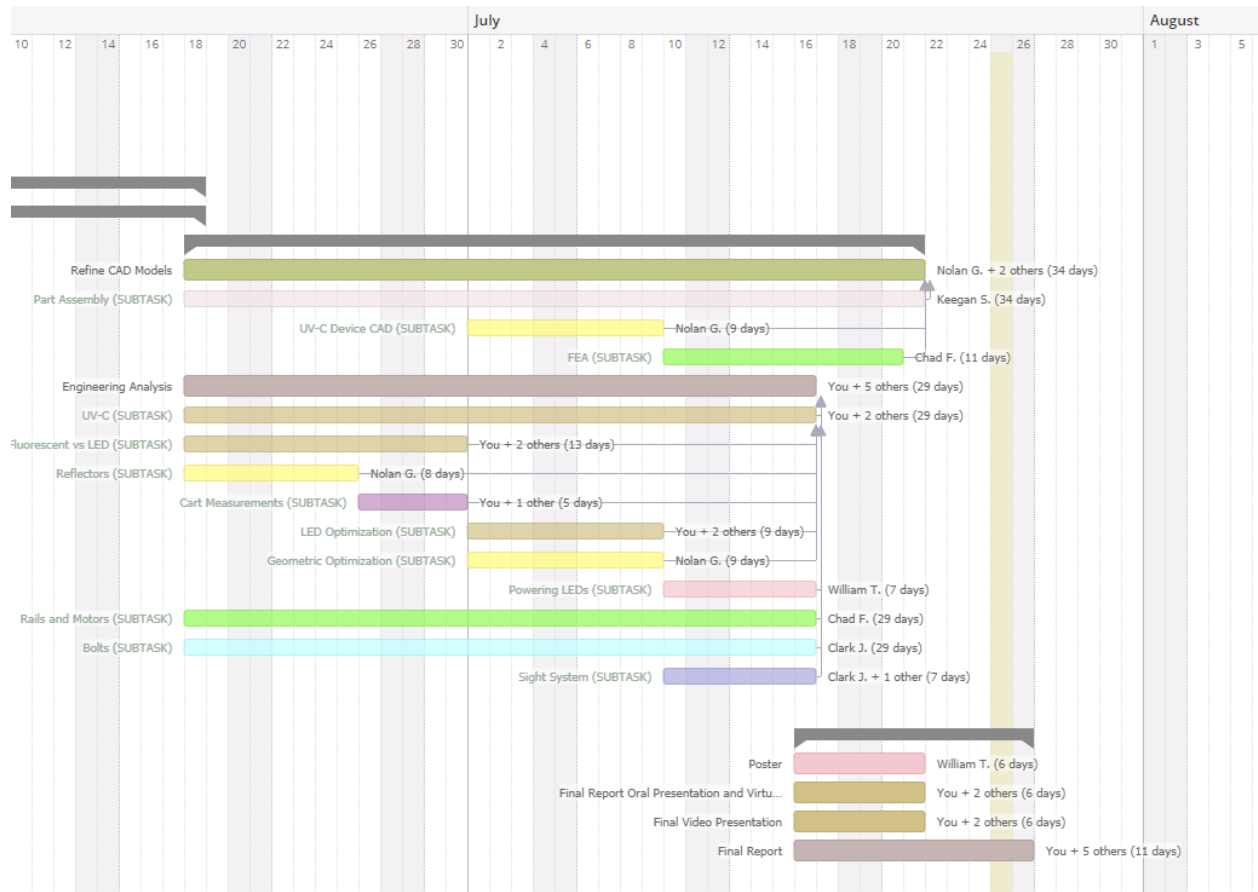 July August
10 12 14 16 18 20 22 24 26 28 30 2 4 6 8 10 12 14 16 18 20 22 24 26 28 30 1 3 5
Refine CAD Models Nolan G. + 2 others (34 days)
Part Assembly (SUBTASK) Keegan S. (34 days)
UV-C Device CAD (SUBTASK) Nolan G. (9 days)
FEA (SUBTASK) Chad F. (11 days)
Engineering Analysis You + 5 others (29 days)
UV-C (SUBTASK) You + 2 others (29 days)
Fluorescent vs LED (SUBTASK) You + 2 others (13 days)
Reflectors (SUBTASK) Nolan G. (8 days)
Cart Measurements (SUBTASK) You + 1 other (5 days)
LED Optimization (SUBTASK) You + 2 others (9 days)
Geometric Optimization (SUBTASK) Nolan G. (9 days)
Powering LEDs (SUBTASK) William T. (7 days)
Rails and Motors (SUBTASK) Chad F. (29 days)
Bolts (SUBTASK) Clark J. (29 days)
Sight System (SUBTASK) Clark J. + 1 other (7 days)
Poster William T. (6 days)
Final Report Oral Presentation and Virtu... You + 2 others (6 days)
Final Video Presentation You + 2 others (6 days)
Final Report You + 5 others (11 days)